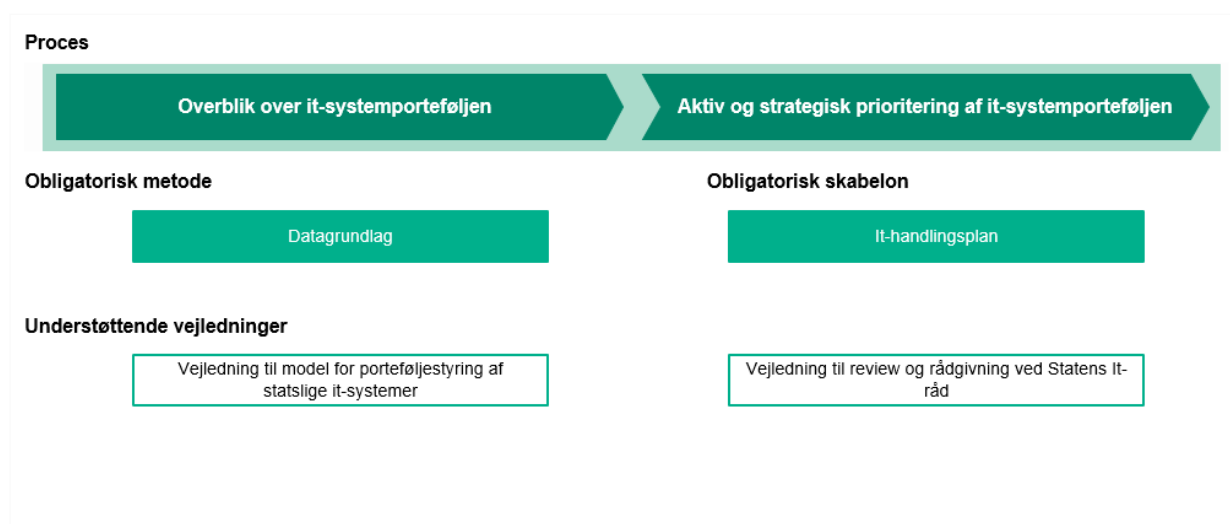 Proces
Overblik over it-systemporteføljen
Aktiv og strategisk prioritering af it-systemporteføljen
Obligatorisk metode
Obligatorisk skabelon
Datagrundlag
It-handlingsplan
Understøttende vejledninger
Vejledning til model for porteføljestyring af
statslige it-systemer
Vejledning til review og rådgivning ved Statens It-
råd